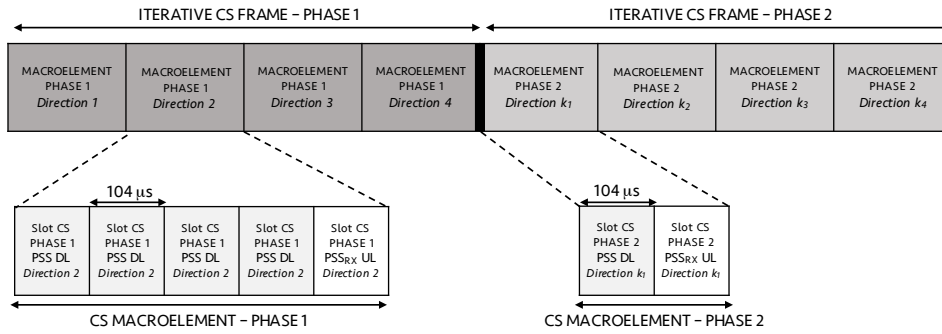 ITERATIVE CS FRAME – PHASE 1
ITERATIVE CS FRAME – PHASE 2
MACROELEMENT
PHASE 1
Direction 1
MACROELEMENT
PHASE 1
Direction 2
MACROELEMENT
PHASE 1
Direction 3
MACROELEMENT
PHASE 1
Direction 4
MACROELEMENT
PHASE 2
Direction k₁
MACROELEMENT
PHASE 2
Direction k₂
MACROELEMENT
PHASE 2
Direction k₃
MACROELEMENT
PHASE 2
Direction k₄
104 μs
Slot CS
PHASE 1
PSS DL
Direction 2
Slot CS
PHASE 1
PSS DL
Direction 2
Slot CS
PHASE 1
PSS DL
Direction 2
Slot CS
PHASE 1
PSS DL
Direction 2
Slot CS
PHASE 1
PSSRX UL
Direction 2
CS MACROELEMENT – PHASE 1
104 μs
Slot CS
PHASE 2
PSS DL
Direction k₁
Slot CS
PHASE 2
PSSRX UL
Direction k₁
CS MACROELEMENT – PHASE 2